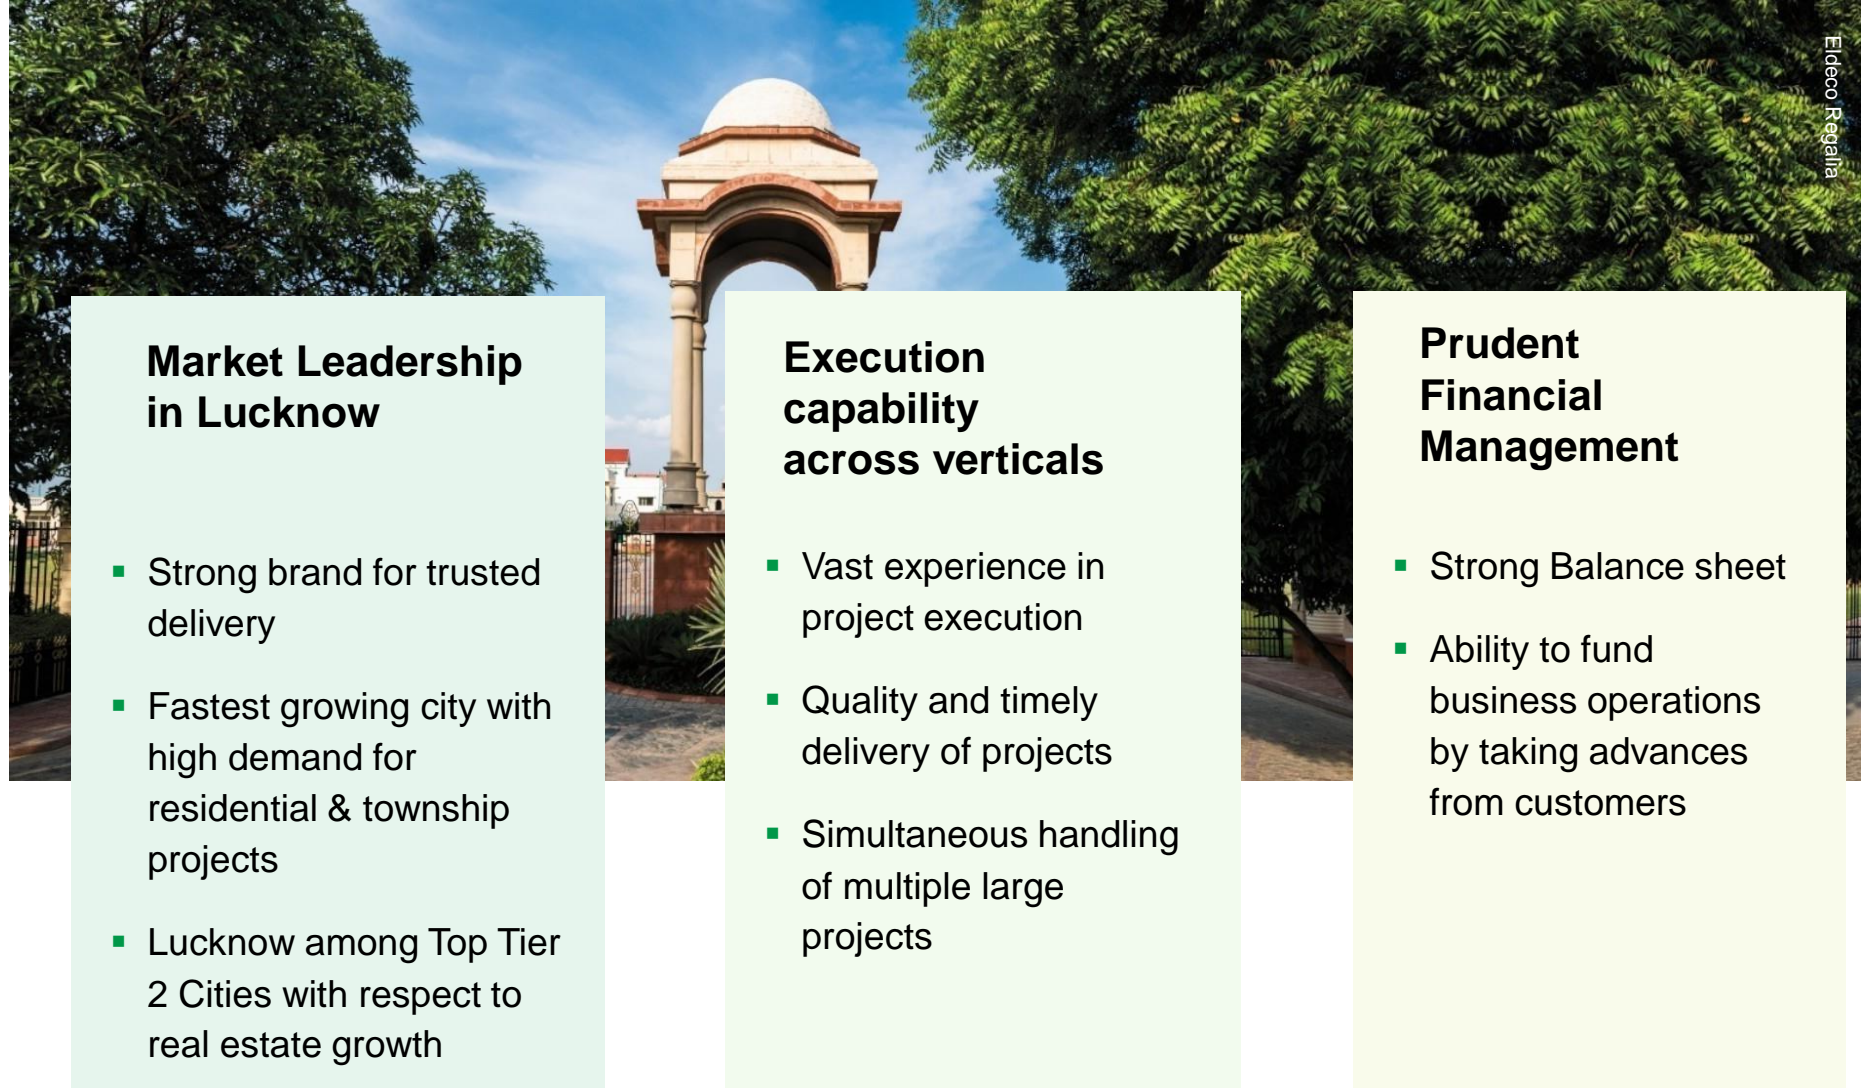 Eldeco Regalia
Market Leadership
in Lucknow
▪ Strong brand for trusted
delivery
▪ Fastest growing city with
high demand for
residential & township
projects
▪ Lucknow among Top Tier
2 Cities with respect to
real estate growth
Execution
capability
across verticals
▪ Vast experience in
project execution
▪ Quality and timely
delivery of projects
▪ Simultaneous handling
of multiple large
projects
Prudent
Financial
Management
▪ Strong Balance sheet
▪ Ability to fund
business operations
by taking advances
from customers